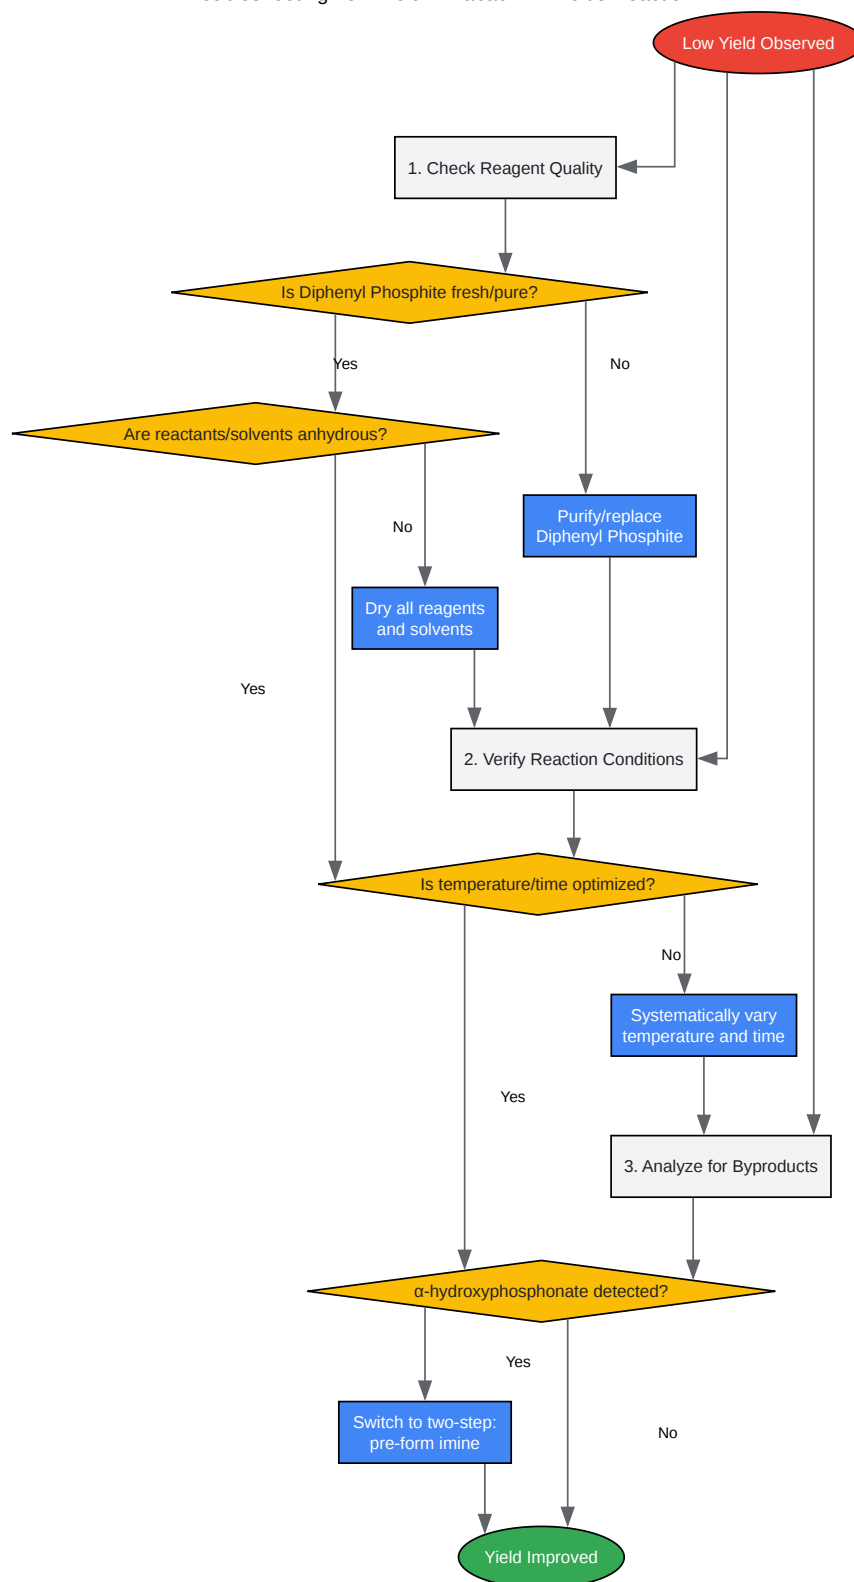 Low Yield Observed
1. Check Reagent Quality
Is Diphenyl Phosphite fresh/pure?
Yes
No
Are reactants/solvents anhydrous?
Purify/replace
Diphenyl Phosphite
No
Dry all reagents
and solvents
Yes
2. Verify Reaction Conditions
Is temperature/time optimized?
No
Systematically vary
temperature and time
Yes
3. Analyze for Byproducts
α-hydroxyphosphonate detected?
Yes
Switch to two-step:
pre-form imine
No
Yield Improved